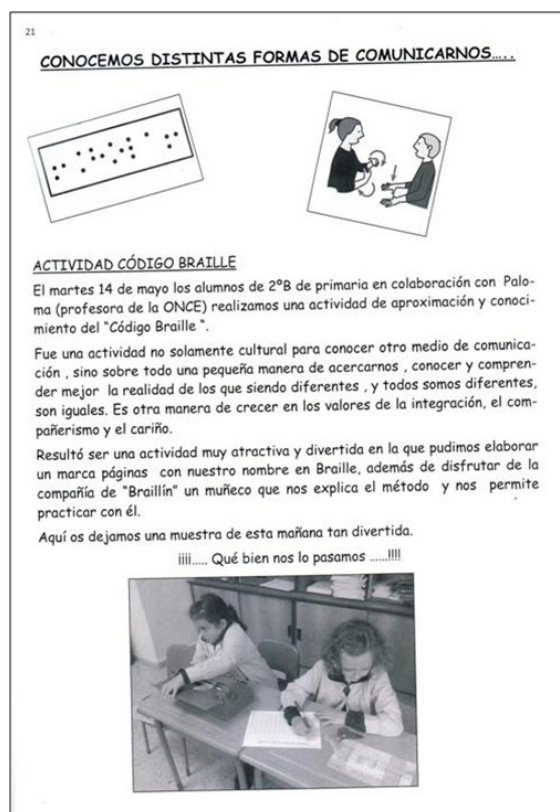 21
CONOCEMOS DISTINTAS FORMAS DE COMUNICARNOS.....
ACTIVIDAD CÓDIGO BRAILLE
El martes 14 de mayo los alumnos de 2ºB de primaria en colaboración con Palo-
ma (profesora de la ONCE) realizamos una actividad de aproximación y conoci-
miento del "Código Braille ".
Fue una actividad no solamente cultural para conocer otro medio de comunica-
ción , sino sobre todo una pequeña manera de acercarnos , conocer y compren-
der mejor la realidad de los que siendo diferentes , y todos somos diferentes,
son iguales. Es otra manera de crecer en los valores de la integración, el com-
pañerismo y el cariño.
Resultó ser una actividad muy atractiva y divertida en la que pudimos elaborar
un marca páginas con nuestro nombre en Braille, además de disfrutar de la
compañía de "Braillín" un muñeco que nos explica el método y nos permite
practicar con él.
Aquí os dejamos una muestra de esta mañana tan divertida.
¡¡¡¡..... Qué bien nos lo pasamos ......!!!!